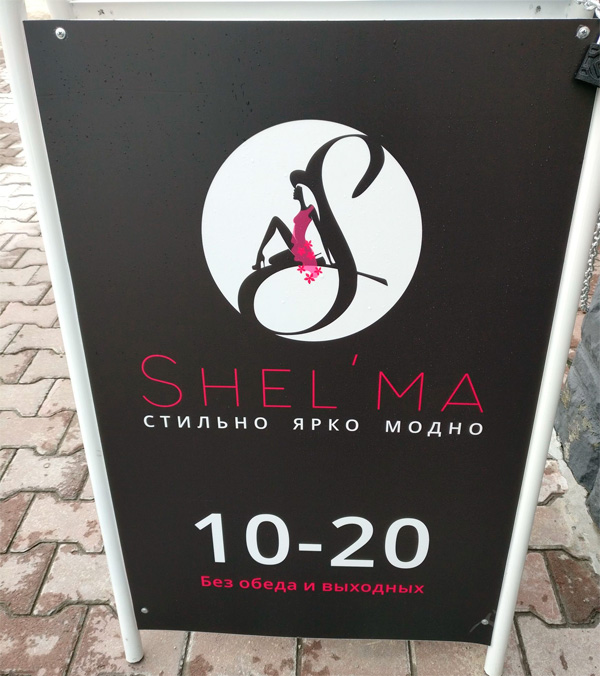 SHEL'MA
СТИЛЬНО ЯРКО МОДНО
10-20
Без обеда и выходных